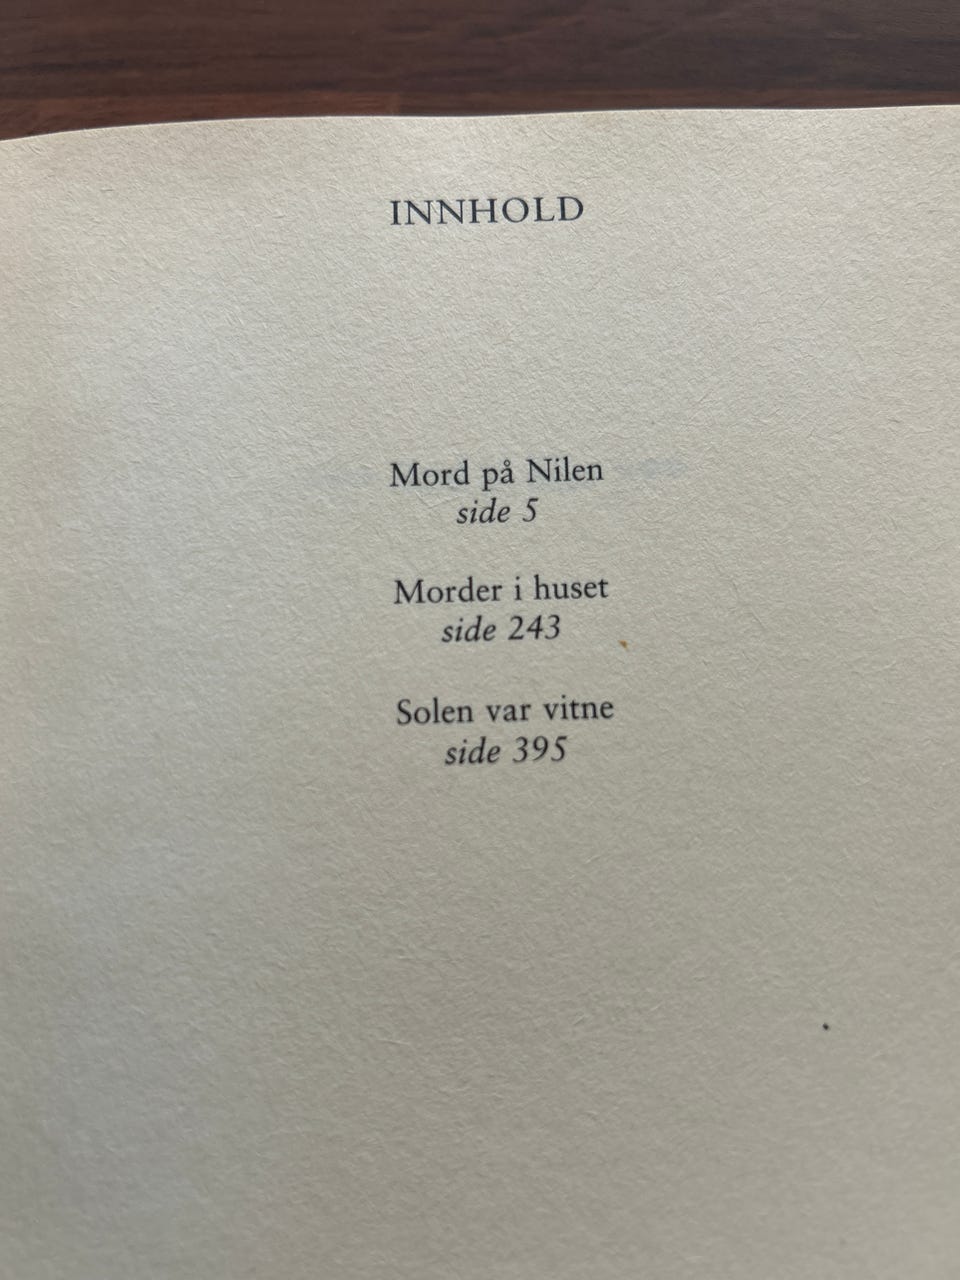 INNHOLD
Mord på Nilen
side 5
Morder i huset
side 243
Solen var vitne
side 395